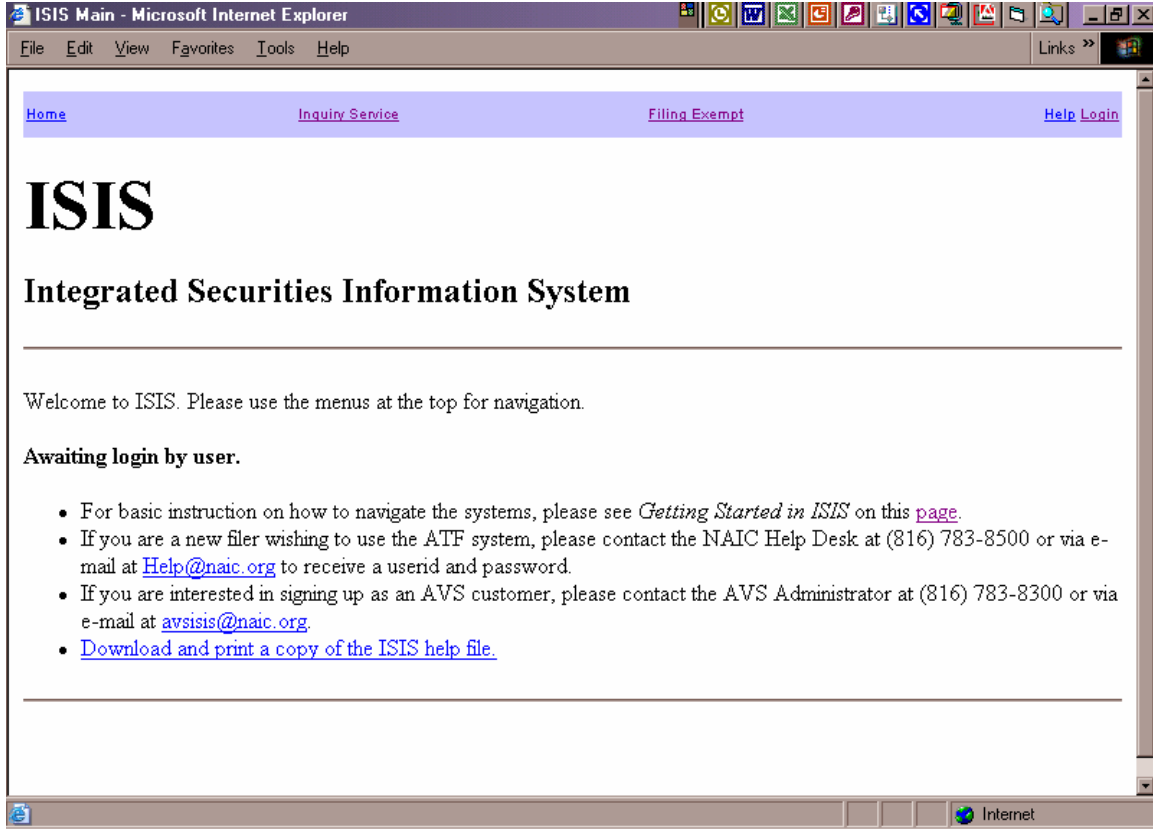 ISIS Main - Microsoft Internet Explorer
File Edit View Favorites Tools Help Links »
Home Inquiry Service Filing Exempt Help Login
ISIS
Integrated Securities Information System
Welcome to ISIS. Please use the menus at the top for navigation.
Awaiting login by user.
• For basic instruction on how to navigate the systems, please see Getting Started in ISIS on this page.
• If you are a new filer wishing to use the ATF system, please contact the NAIC Help Desk at (816) 783-8500 or via e-
mail at Help@naic.org to receive a userid and password.
• If you are interested in signing up as an AVS customer, please contact the AVS Administrator at (816) 783-8300 or via
e-mail at avsisis@naic.org.
• Download and print a copy of the ISIS help file.
Internet